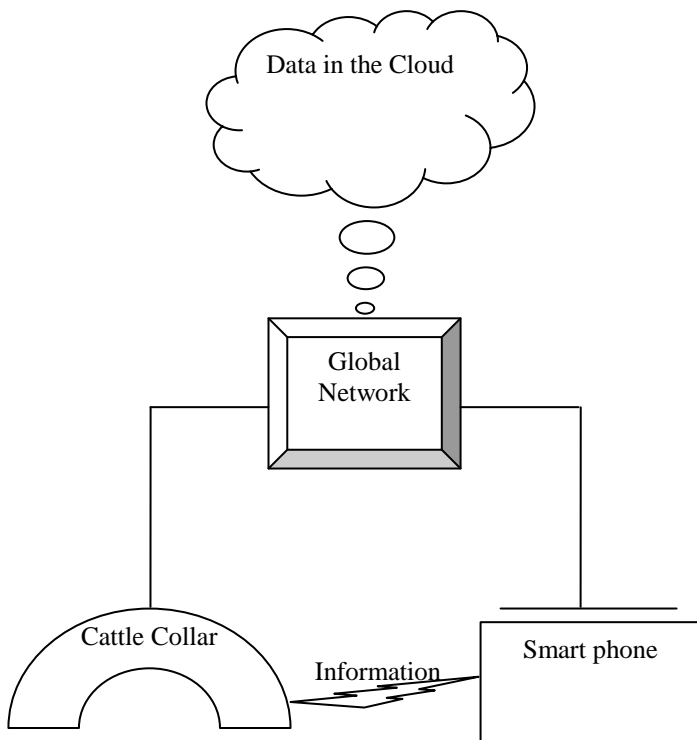 Data in the Cloud
Global
Network
Cattle Collar
Information
Smart phone